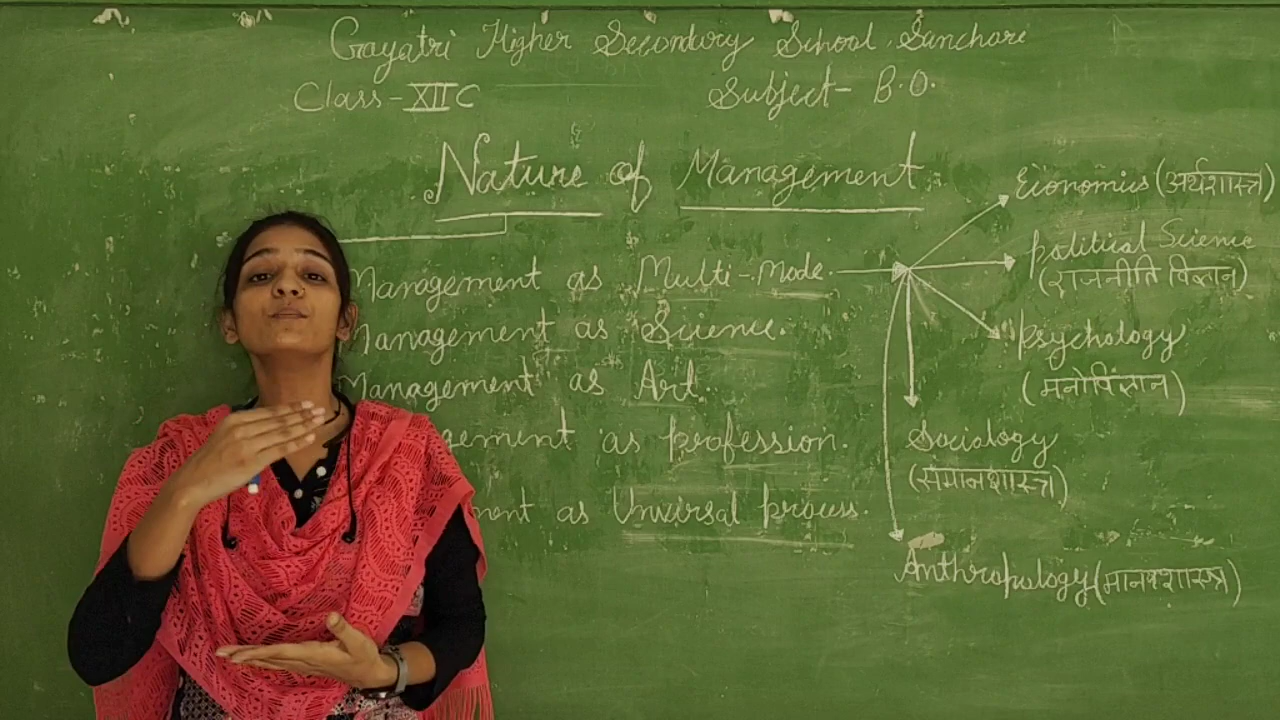 Gayatri Higher Secondary School, Sanchore
Class-XII C
Subject- B.O.
Nature of Management
Management as Multi-Mode.
Management as Science.
Management as Art.
gement as profession.
ment as Universal process.
Economics (अर्थशास्त्र)
political Science
(राजनीति विज्ञान)
psychology
(मनोविज्ञान)
Sociology
(समाजशास्त्र)
Anthropology (मानवशास्त्र)